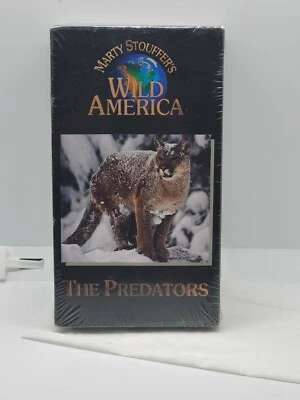 MARTY STOUFFER'S
WILD
AMERICA
THE PREDATORS